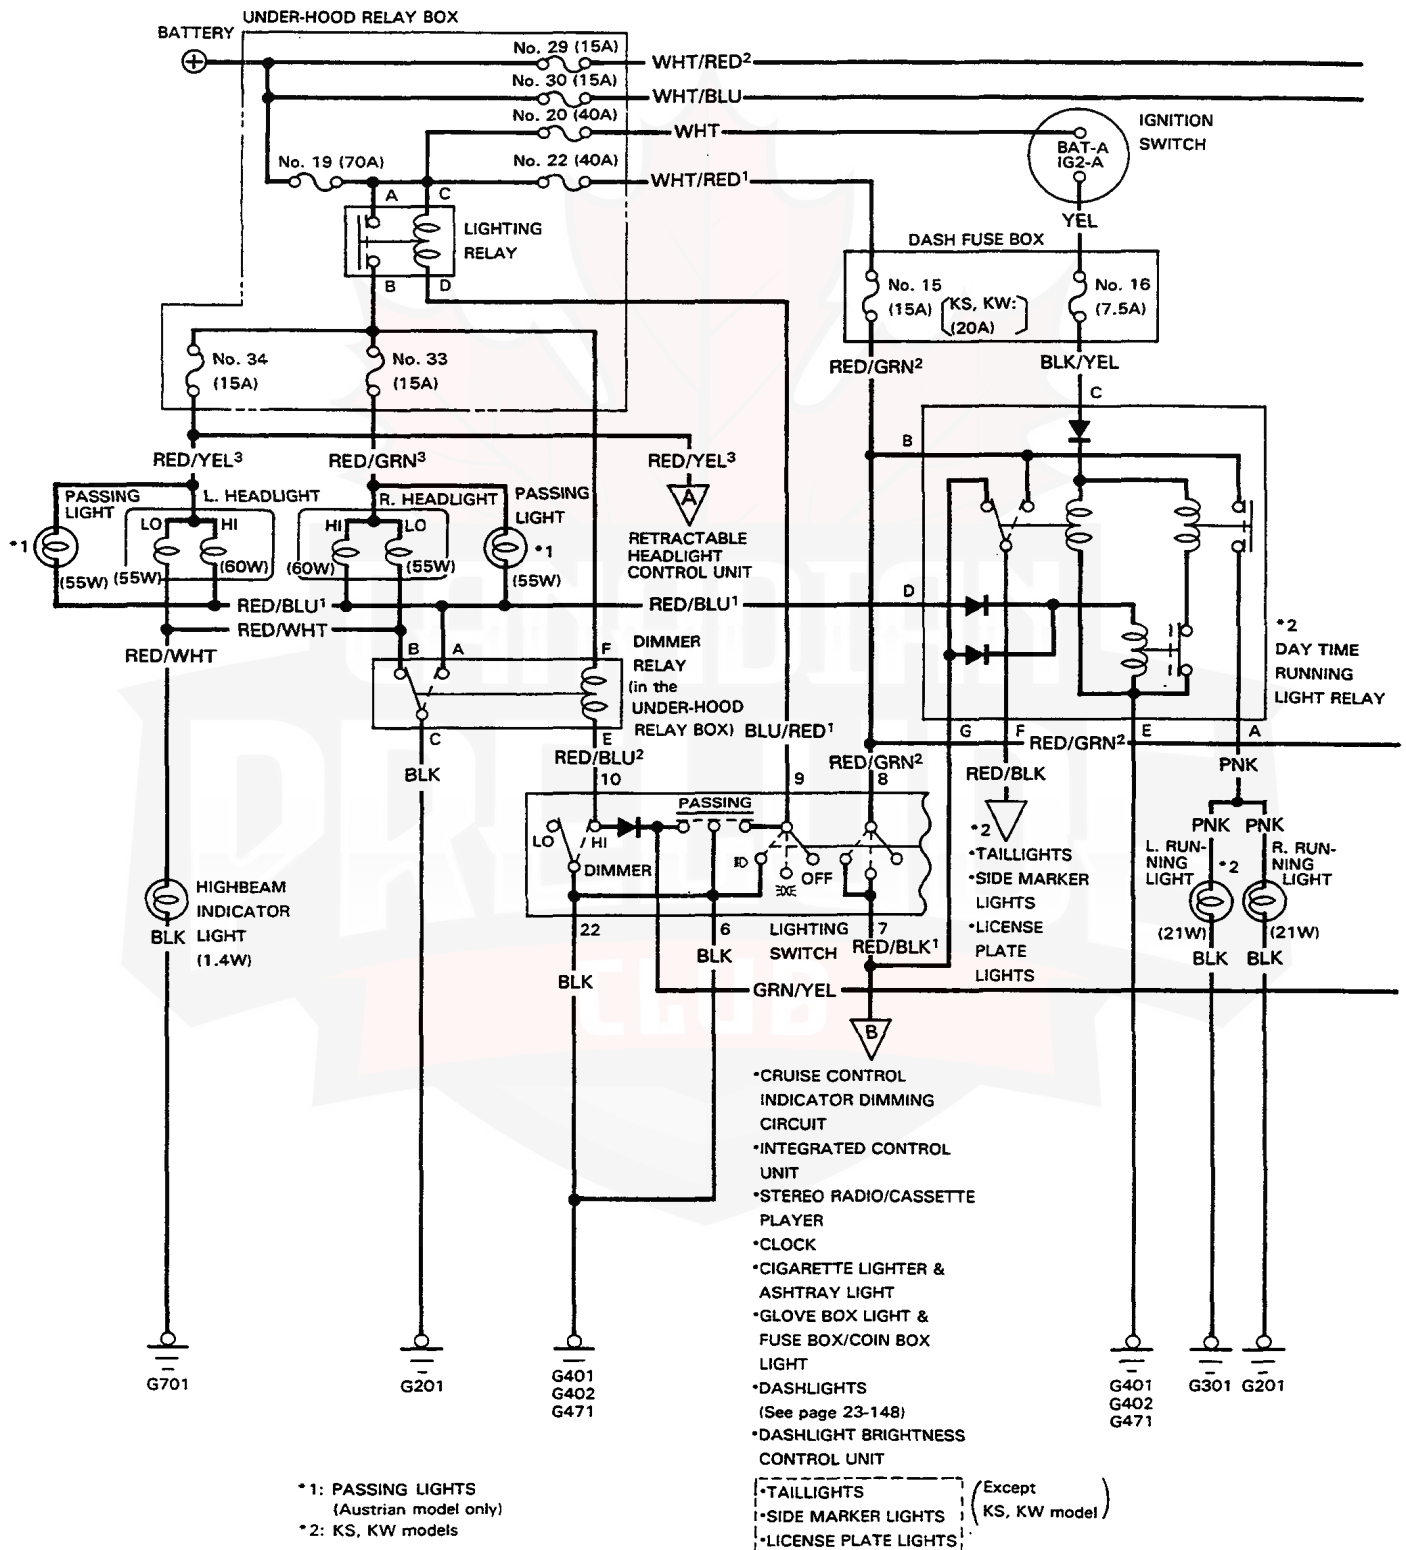 UNDER-HOOD RELAY BOX
BATTERY
No. 29 (15A)
WHT/RED2
No. 30 (15A)
WHT/BLU
No. 20 (40A)
WHT
IGNITION
SWITCH
BAT-A
IG2-A
No. 19 (70A)
No. 22 (40A)
WHT/RED1
A
C
LIGHTING
RELAY
B
D
YEL
DASH FUSE BOX
No. 15
(15A)
KS, KW:
(20A)
No. 16
(7.5A)
No. 34
(15A)
No. 33
(15A)
RED/GRN2
BLK/YEL
C
B
RED/YEL3
RED/GRN3
RED/YEL3
PASSING
LIGHT
L. HEADLIGHT
R. HEADLIGHT
PASSING
LIGHT
A
LO
HI
HI
LO
*1
*1
(55W)
(55W)
(60W)
(60W)
(55W)
(55W)
RETRACTABLE
HEADLIGHT
CONTROL UNIT
RED/BLU1
RED/BLU1
D
RED/WHT
RED/WHT
B
A
F
DIMMER
RELAY
(in the
UNDER-HOOD
RELAY BOX)
*2
DAY TIME
RUNNING
LIGHT RELAY
C
E
BLU/RED1
G
F
RED/GRN2
E
A
BLK
RED/BLU2
RED/GRN2
RED/BLK
PNK
10
9
8
PASSING
LO
HI
DIMMER
OFF
PNK
PNK
*2
•TAILLIGHTS
•SIDE MARKER
LIGHTS
•LICENSE
PLATE
LIGHTS
L. RUN-
NING
LIGHT
*2
R. RUN-
NING
LIGHT
(21W)
(21W)
HIGHBEAM
INDICATOR
LIGHT
(1.4W)
BLK
22
6
LIGHTING
SWITCH
7
RED/BLK1
BLK
BLK
BLK
BLK
GRN/YEL
B
•CRUISE CONTROL
INDICATOR DIMMING
CIRCUIT
•INTEGRATED CONTROL
UNIT
•STEREO RADIO/CASSETTE
PLAYER
•CLOCK
•CIGARETTE LIGHTER &
ASHTRAY LIGHT
•GLOVE BOX LIGHT &
FUSE BOX/COIN BOX
LIGHT
•DASHLIGHTS
(See page 23-148)
•DASHLIGHT BRIGHTNESS
CONTROL UNIT
•TAILLIGHTS
•SIDE MARKER LIGHTS
•LICENSE PLATE LIGHTS
(Except
KS, KW model)
G701
G201
G401
G402
G471
G401
G402
G471
G301
G201
*1: PASSING LIGHTS
(Austrian model only)
*2: KS, KW models
CANADIAN
PRELUDE
CLUB